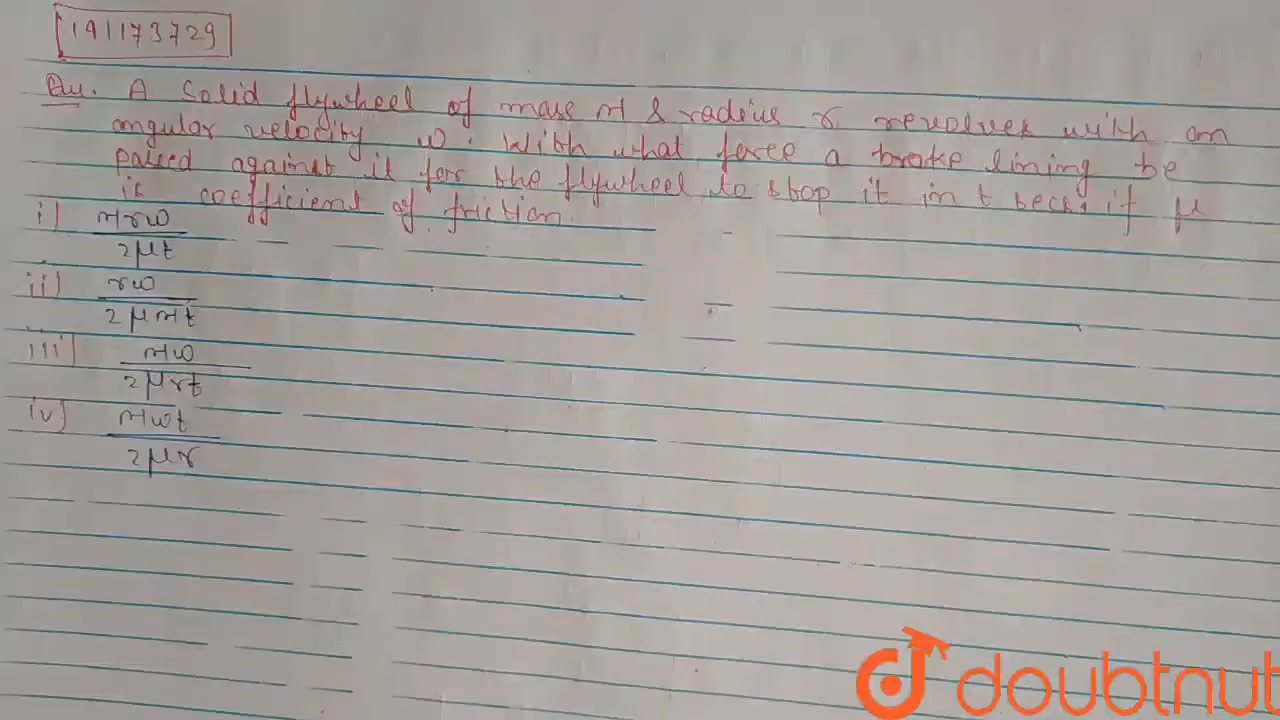 191173729
Qu. A Solid flywheel of mass M & radius r revolves with an
angular velocity ω. With what force a brake lining be
paced against it for the flywheel to stop it in t secs, if μ
is coefficient of friction.
i) Mrω/2μt
ii) rω/2μMt
iii) Mω/2μrt
iv) Mωt/2μr
doubtnut